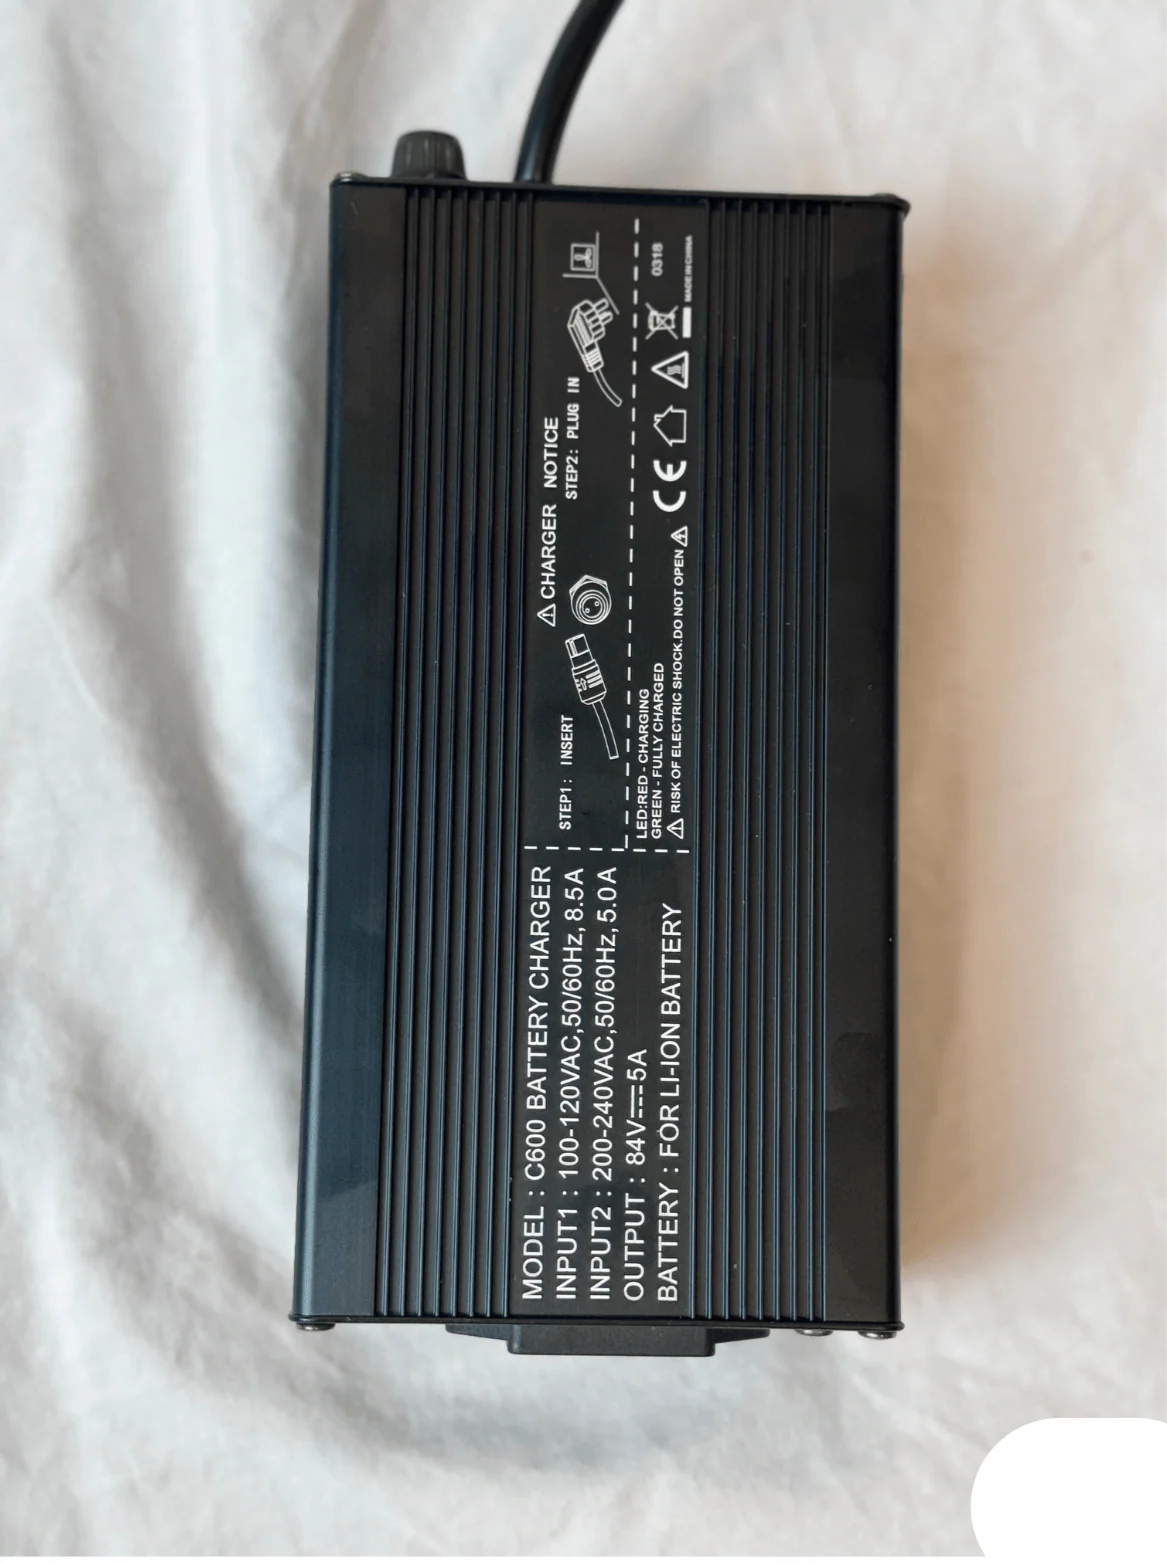 MODEL : C600 BATTERY CHARGER
INPUT1 : 100-120VAC,50/60Hz, 8.5A
INPUT2 : 200-240VAC,50/60Hz, 5.0A
OUTPUT : 84V⎓5A
BATTERY : FOR LI-ION BATTERY
⚠ CHARGER NOTICE
STEP1: INSERT
STEP2: PLUG IN
LED:RED - CHARGING
GREEN - FULLY CHARGED
⚠ RISK OF ELECTRIC SHOCK.DO NOT OPEN
CE
0318
MADE IN CHINA